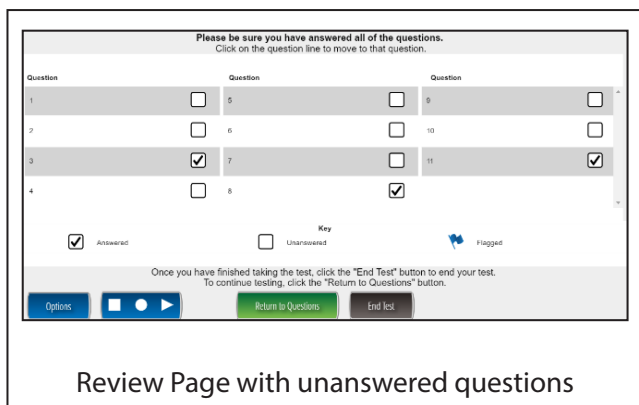 Please be sure you have answered all of the questions.
Click on the question line to move to that question.
Question Question Question
1 5 9
2 6 10
3 7 11
4 8
Key
Answered Unanswered Flagged
Once you have finished taking the test, click the "End Test" button to end your test.
To continue testing, click the "Return to Questions" button.
Options Return to Questions End Test
Review Page with unanswered questions